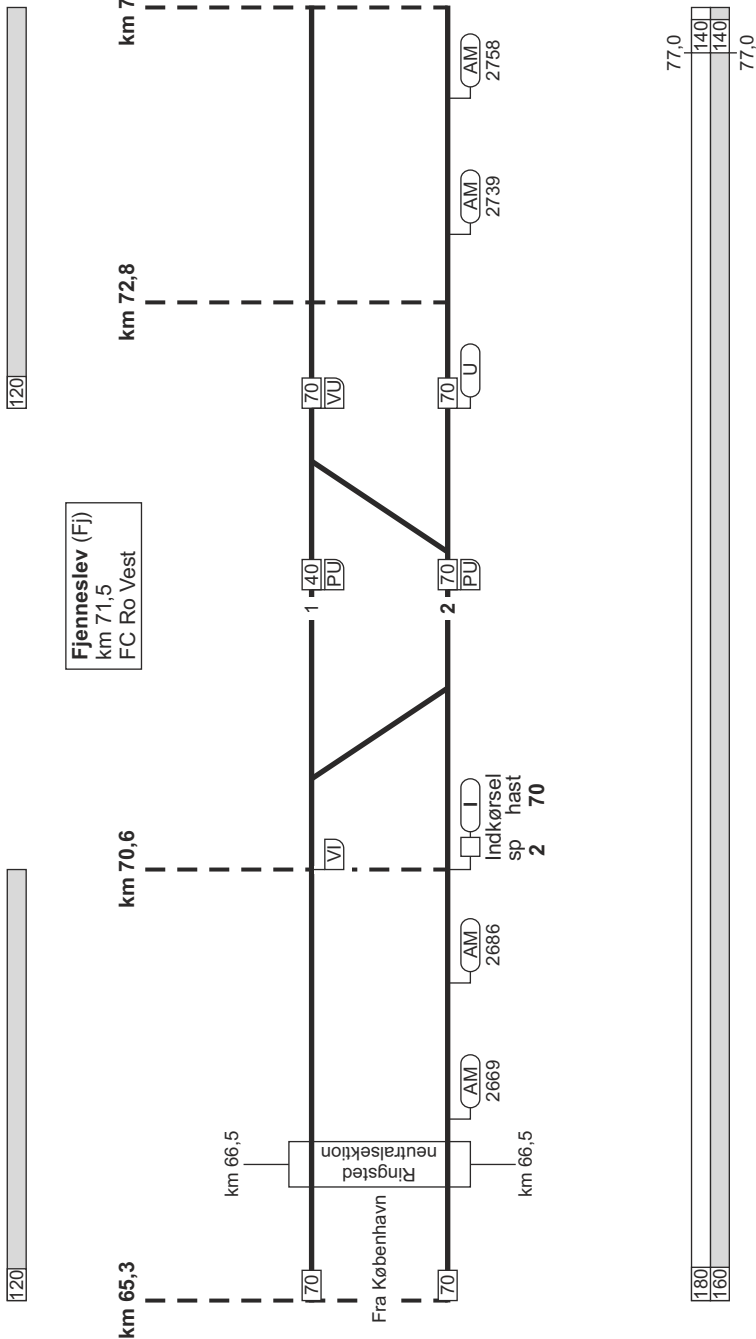 120
120
Fjenneslev (Fj)
km 71,5
FC Ro Vest
km 65,3
km 70,6
km 72,8
km 66,5
70
VI
1
40
PU
70
VU
Ringsted
neutralsektion
Fra København
70
2
70
PU
70
U
km 66,5
AM
2669
AM
2686
I
Indkørsel
sp hast
2 70
AM
2739
AM
2758
77,0
180
140
160
140
77,0